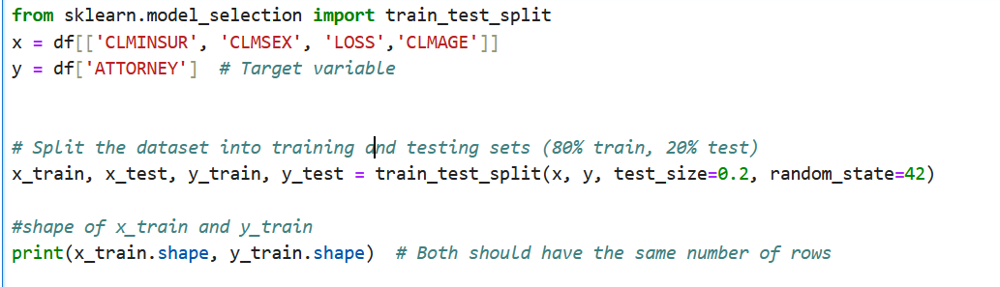 from sklearn.model_selection import train_test_split
x = df[['CLMINSUR', 'CLMSEX', 'LOSS','CLMAGE']]
y = df['ATTORNEY']  # Target variable
# Split the dataset into training and testing sets (80% train, 20% test)
x_train, x_test, y_train, y_test = train_test_split(x, y, test_size=0.2, random_state=42)
#shape of x_train and y_train
print(x_train.shape, y_train.shape)  # Both should have the same number of rows